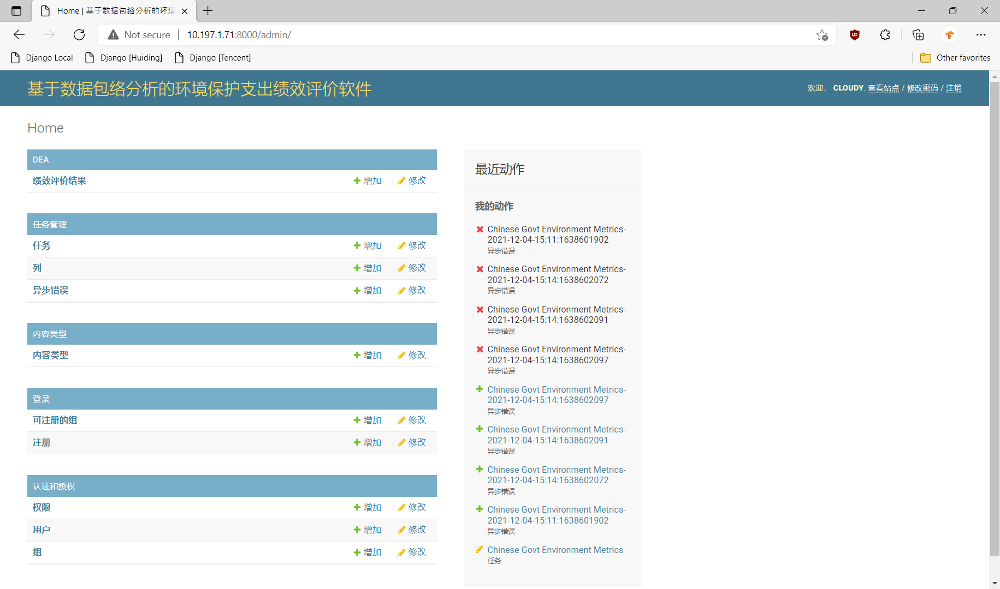 Home | 基于数据包络分析的环境
Not secure
10.197.1.71:8000/admin/
Django Local
Django [Huiding]
Django [Tencent]
Other favorites
基于数据包络分析的环境保护支出绩效评价软件
欢迎， CLOUDY. 查看站点 / 修改密码 / 注销
Home
DEA
绩效评价结果 增加 修改
任务管理
任务 增加 修改
列 增加 修改
异步错误 增加 修改
内容类型
内容类型 增加 修改
登录
可注册的组 增加 修改
注册 增加 修改
认证和授权
权限 增加 修改
用户 增加 修改
组 增加 修改
最近动作
我的动作
Chinese Govt Environment Metrics-
2021-12-04-15:11:1638601902
异步错误
Chinese Govt Environment Metrics-
2021-12-04-15:14:1638602072
异步错误
Chinese Govt Environment Metrics-
2021-12-04-15:14:1638602091
异步错误
Chinese Govt Environment Metrics-
2021-12-04-15:14:1638602097
异步错误
Chinese Govt Environment Metrics-
2021-12-04-15:14:1638602097
异步错误
Chinese Govt Environment Metrics-
2021-12-04-15:14:1638602091
异步错误
Chinese Govt Environment Metrics-
2021-12-04-15:14:1638602072
异步错误
Chinese Govt Environment Metrics-
2021-12-04-15:11:1638601902
异步错误
Chinese Govt Environment Metrics
任务